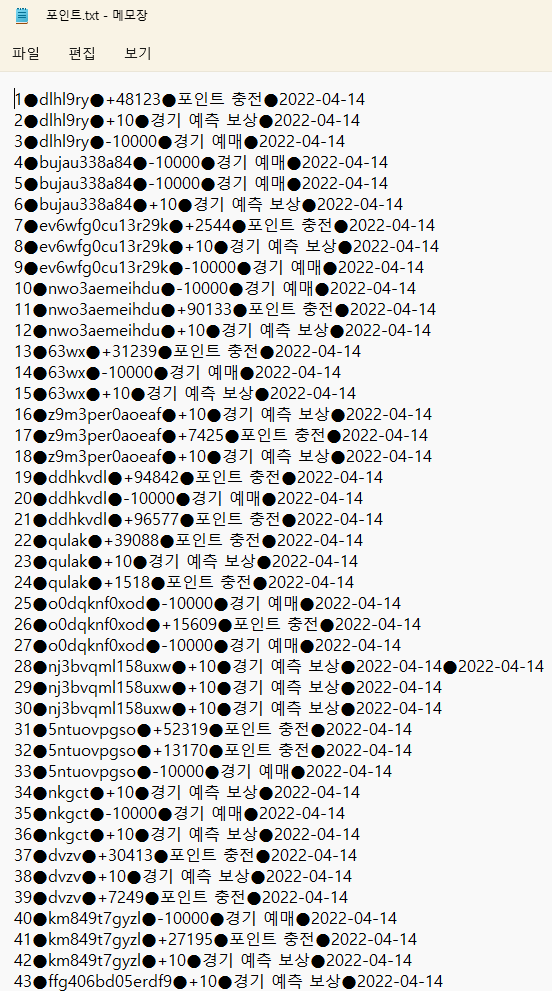 포인트.txt - 메모장
파일 편집 보기
1●dlhl9ry●+48123●포인트 충전●2022-04-14
2●dlhl9ry●+10●경기 예측 보상●2022-04-14
3●dlhl9ry●-10000●경기 예매●2022-04-14
4●bujau338a84●-10000●경기 예매●2022-04-14
5●bujau338a84●-10000●경기 예매●2022-04-14
6●bujau338a84●+10●경기 예측 보상●2022-04-14
7●ev6wfg0cu13r29k●+2544●포인트 충전●2022-04-14
8●ev6wfg0cu13r29k●+10●경기 예측 보상●2022-04-14
9●ev6wfg0cu13r29k●-10000●경기 예매●2022-04-14
10●nwo3aemeihdu●-10000●경기 예매●2022-04-14
11●nwo3aemeihdu●+90133●포인트 충전●2022-04-14
12●nwo3aemeihdu●+10●경기 예측 보상●2022-04-14
13●63wx●+31239●포인트 충전●2022-04-14
14●63wx●-10000●경기 예매●2022-04-14
15●63wx●+10●경기 예측 보상●2022-04-14
16●z9m3per0aoeaf●+10●경기 예측 보상●2022-04-14
17●z9m3per0aoeaf●+7425●포인트 충전●2022-04-14
18●z9m3per0aoeaf●+10●경기 예측 보상●2022-04-14
19●ddhkvdl●+94842●포인트 충전●2022-04-14
20●ddhkvdl●-10000●경기 예매●2022-04-14
21●ddhkvdl●+96577●포인트 충전●2022-04-14
22●qulak●+39088●포인트 충전●2022-04-14
23●qulak●+10●경기 예측 보상●2022-04-14
24●qulak●+1518●포인트 충전●2022-04-14
25●o0dqknf0xod●-10000●경기 예매●2022-04-14
26●o0dqknf0xod●+15609●포인트 충전●2022-04-14
27●o0dqknf0xod●-10000●경기 예매●2022-04-14
28●nj3bvqml158uxw●+10●경기 예측 보상●2022-04-14●2022-04-14
29●nj3bvqml158uxw●+10●경기 예측 보상●2022-04-14
30●nj3bvqml158uxw●+10●경기 예측 보상●2022-04-14
31●5ntuovpgso●+52319●포인트 충전●2022-04-14
32●5ntuovpgso●+13170●포인트 충전●2022-04-14
33●5ntuovpgso●-10000●경기 예매●2022-04-14
34●nkgct●+10●경기 예측 보상●2022-04-14
35●nkgct●-10000●경기 예매●2022-04-14
36●nkgct●+10●경기 예측 보상●2022-04-14
37●dvzv●+30413●포인트 충전●2022-04-14
38●dvzv●+10●경기 예측 보상●2022-04-14
39●dvzv●+7249●포인트 충전●2022-04-14
40●km849t7gyzl●-10000●경기 예매●2022-04-14
41●km849t7gyzl●+27195●포인트 충전●2022-04-14
42●km849t7gyzl●+10●경기 예측 보상●2022-04-14
43●ffg406bd05erdf9●+10●경기 예측 보상●2022-04-14